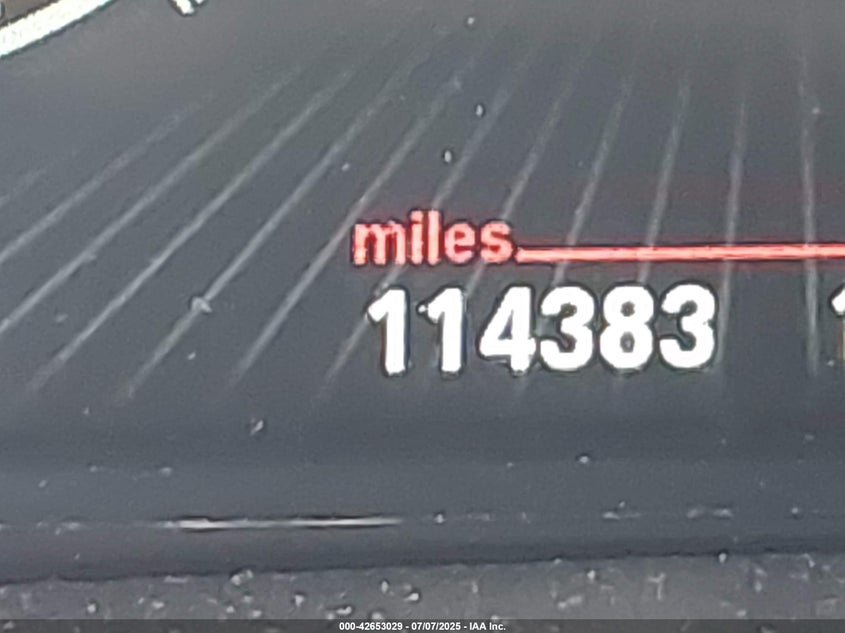 miles
114383
000-42653029 - 07/07/2025 - IAA Inc.